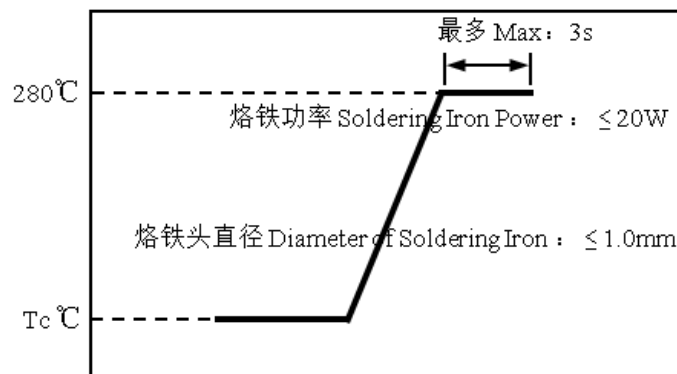 最多 Max：3s
280℃
烙铁功率 Soldering Iron Power：≤20W
烙铁头直径 Diameter of Soldering Iron：≤1.0mm
Tc ℃